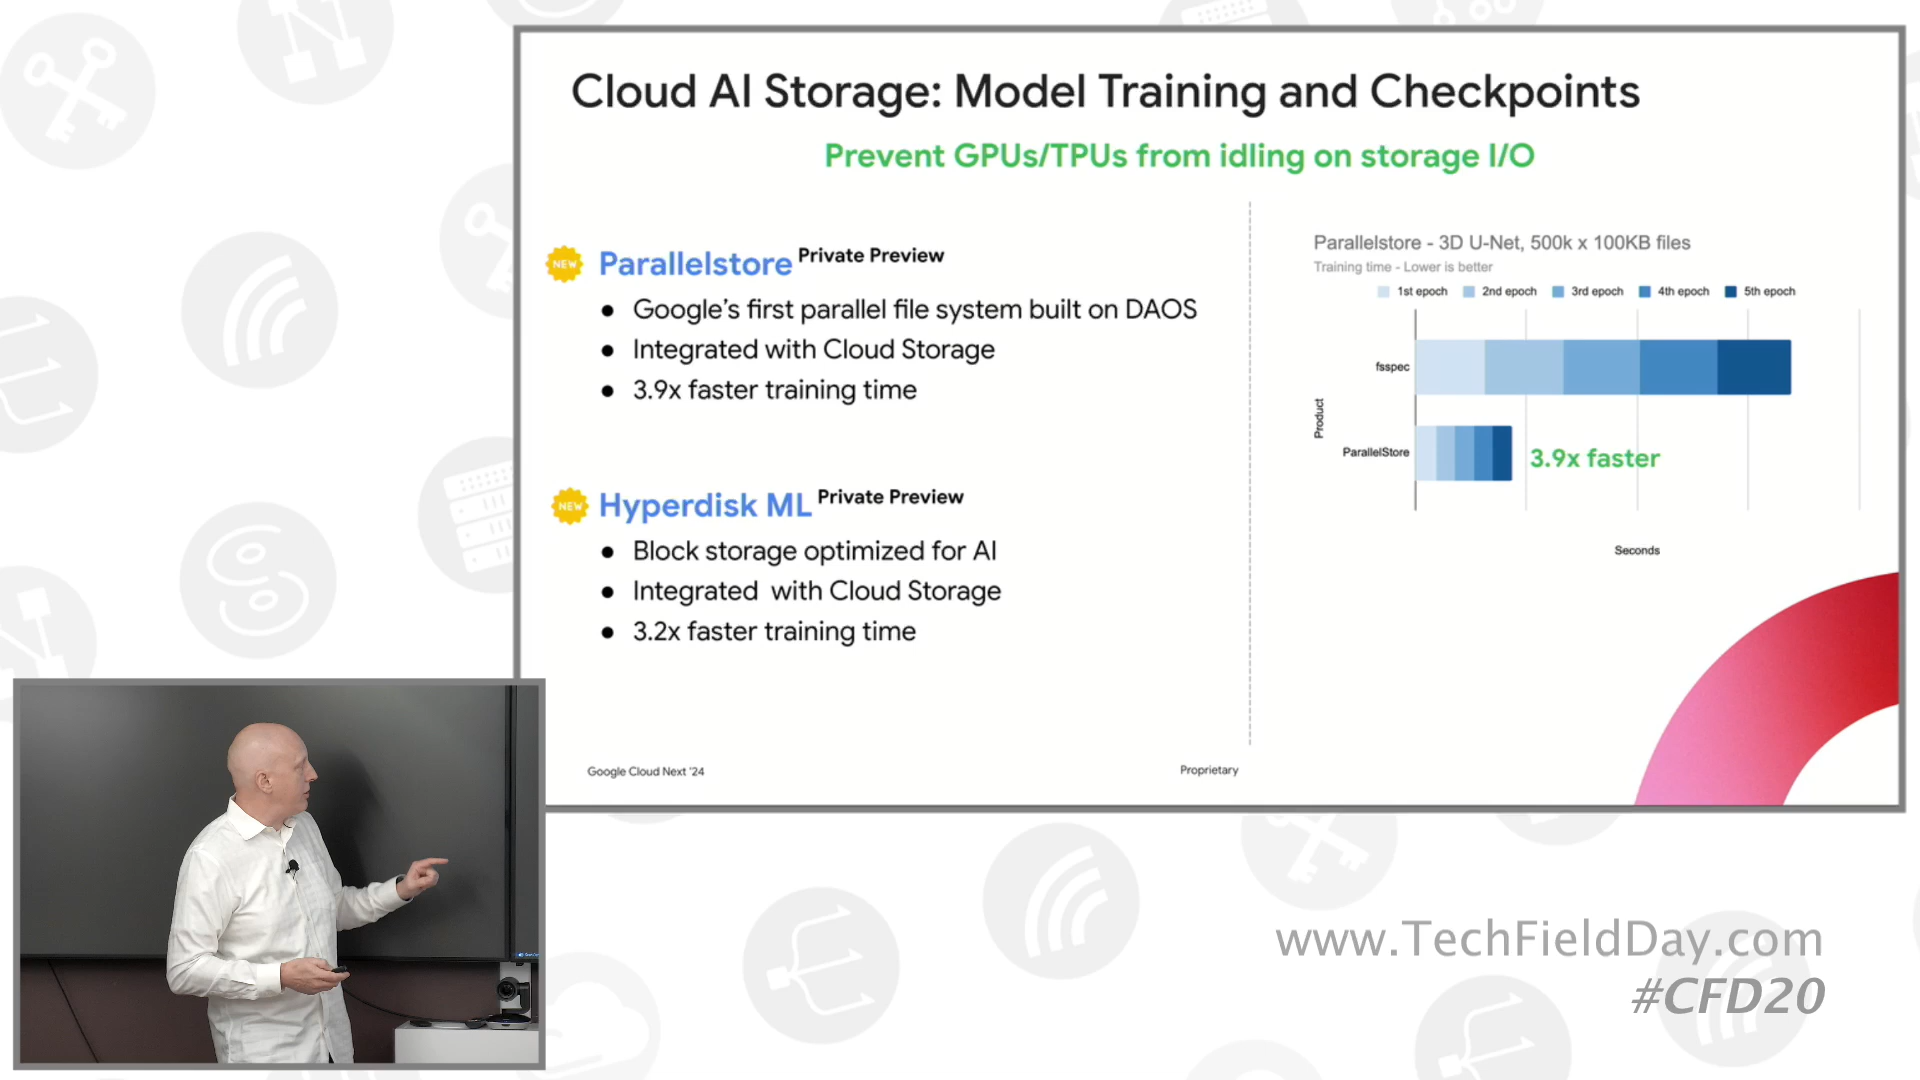 Cloud AI Storage: Model Training and Checkpoints
Prevent GPUs/TPUs from idling on storage I/O
NEW
Parallelstore Private Preview
● Google’s first parallel file system built on DAOS
● Integrated with Cloud Storage
● 3.9x faster training time
NEW
Hyperdisk ML Private Preview
● Block storage optimized for AI
● Integrated with Cloud Storage
● 3.2x faster training time
Parallelstore - 3D U-Net, 500k x 100KB files
Training time - Lower is better
1st epoch 2nd epoch 3rd epoch 4th epoch 5th epoch
Product
fsspec
ParallelStore
3.9x faster
Seconds
Google Cloud Next '24
Proprietary
www.TechFieldDay.com
#CFD20